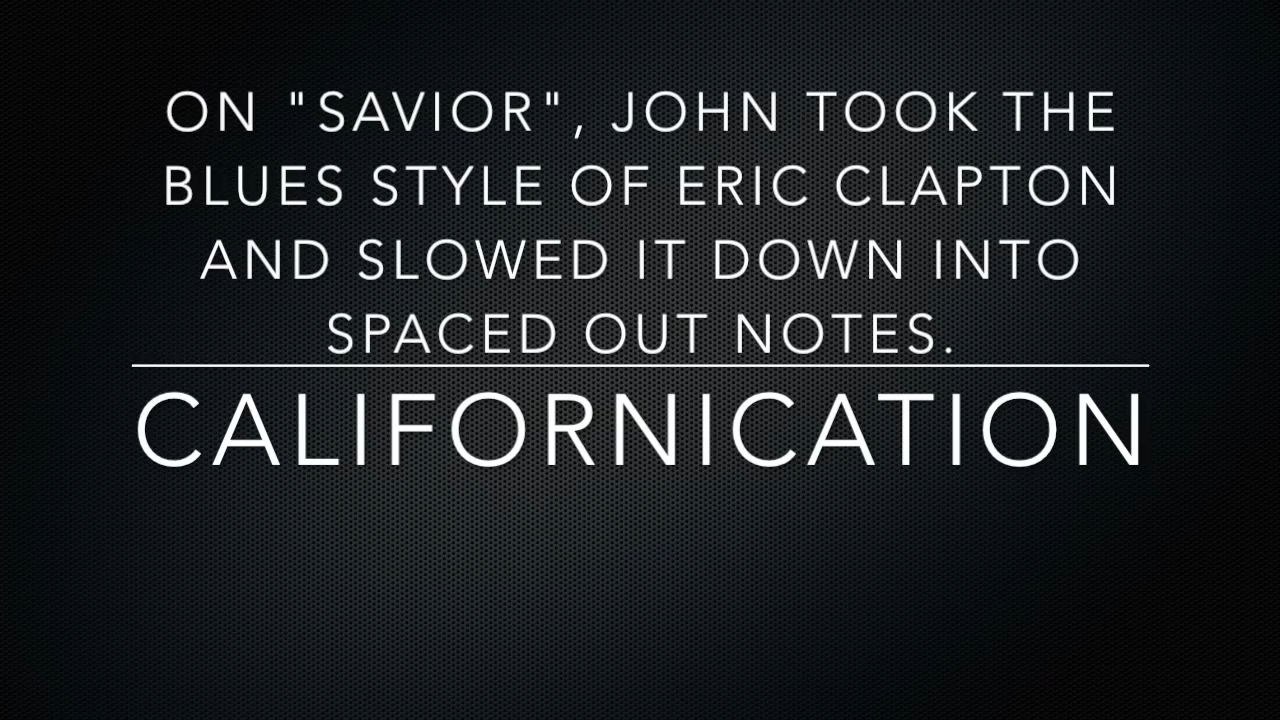 ON "SAVIOR", JOHN TOOK THE
BLUES STYLE OF ERIC CLAPTON
AND SLOWED IT DOWN INTO
SPACED OUT NOTES.
CALIFORNICATION